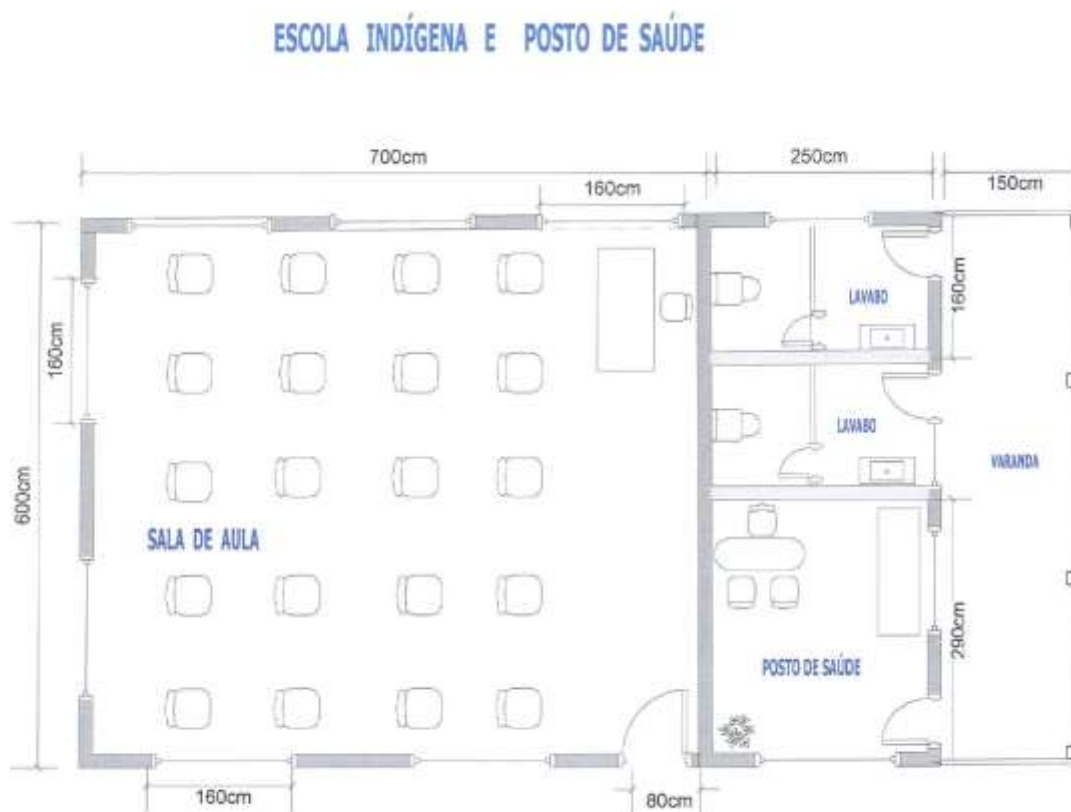 ESCOLA INDÍGENA E POSTO DE SAÚDE
700cm
250cm
150cm
160cm
LAVABO
160cm
160cm
LAVABO
VARANDA
600cm
SALA DE AULA
POSTO DE SAÚDE
290cm
160cm
80cm